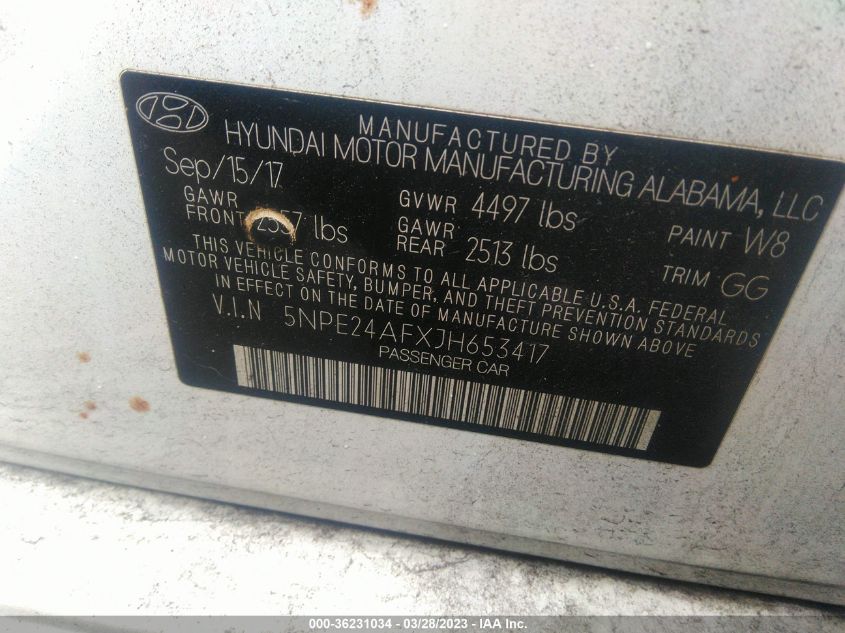 MANUFACTURED BY
HYUNDAI MOTOR MANUFACTURING ALABAMA, LLC
Sep/15/17
GVWR 4497 lbs
PAINT W8
GAWR FRONT 2557 lbs
GAWR REAR 2513 lbs
TRIM GG
THIS VEHICLE CONFORMS TO ALL APPLICABLE U.S.A. FEDERAL
MOTOR VEHICLE SAFETY, BUMPER, AND THEFT PREVENTION STANDARDS
IN EFFECT ON THE DATE OF MANUFACTURE SHOWN ABOVE
V.I.N 5NPE24AFXJH653417
PASSENGER CAR
000-36231034 — 03/28/2023 — IAA Inc.